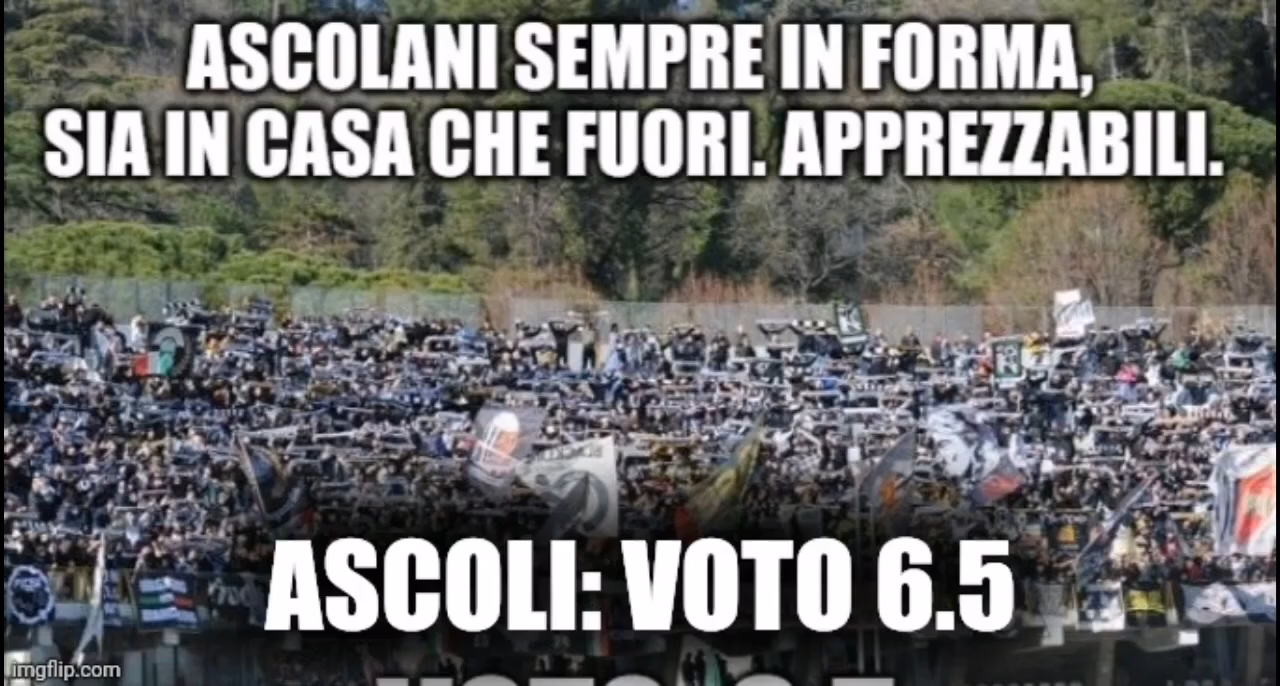 ASCOLANI SEMPRE IN FORMA,
SIA IN CASA CHE FUORI. APPREZZABILI.
ASCOLI: VOTO 6.5
imgflip.com